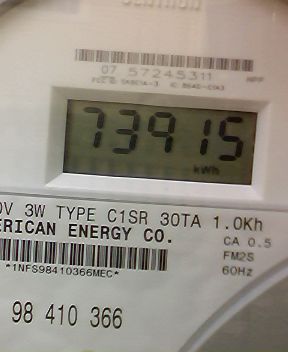 CENTRON
07 57245311
73915
kWh
0V 3W TYPE C1SR 30TA 1.0Kh
ERICAN ENERGY CO.
CA 0.5
FM2S
60Hz
*1NFS98410366MEC*
98 410 366